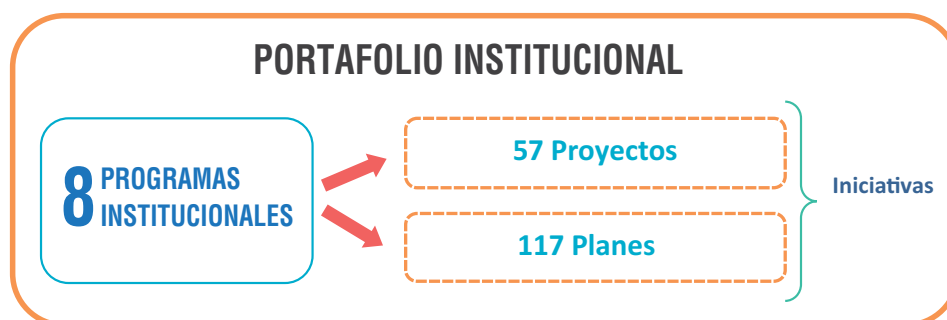 PORTAFOLIO INSTITUCIONAL
8 PROGRAMAS
INSTITUCIONALES
57 Proyectos
117 Planes
Iniciativas